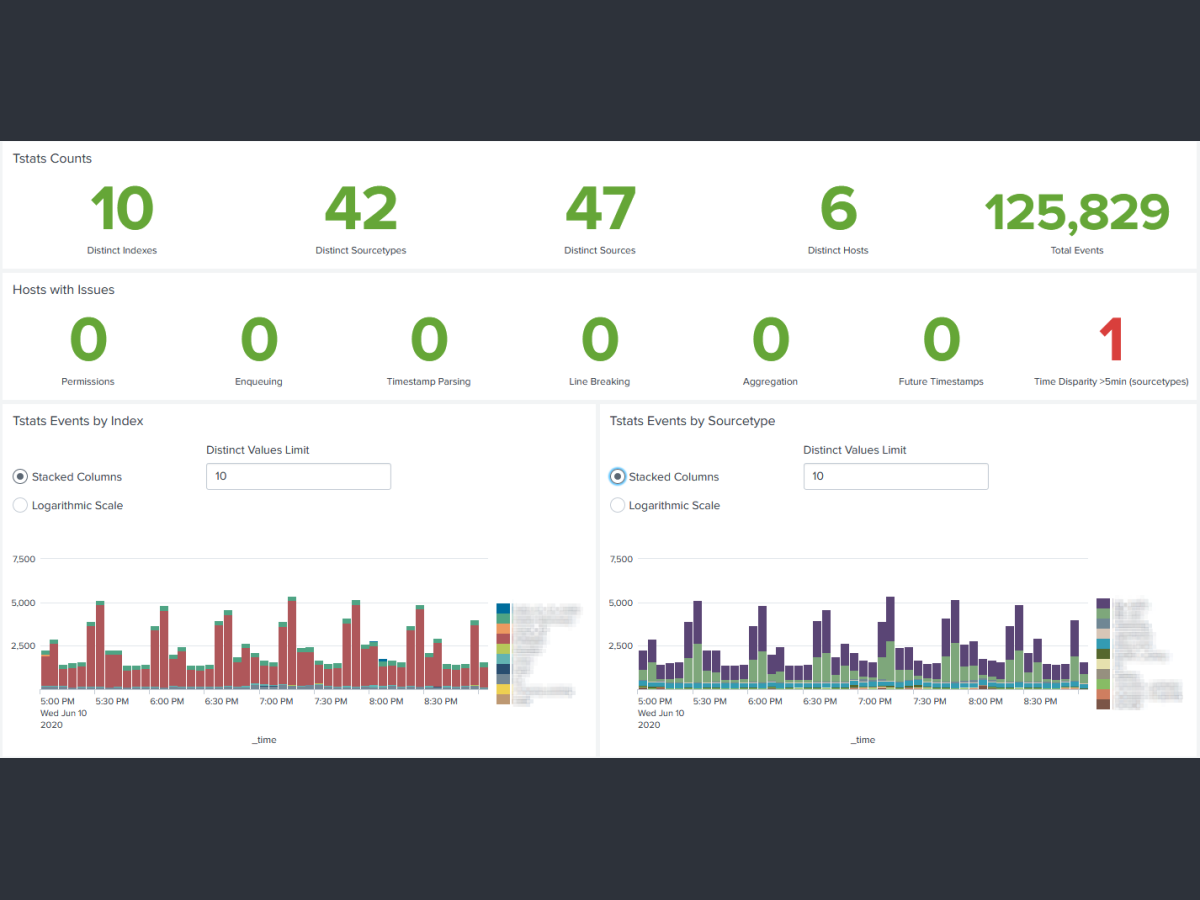 Tstats Counts
10 42 47 6 125,829
Distinct Indexes Distinct Sourcetypes Distinct Sources Distinct Hosts Total Events
Hosts with Issues
0 0 0 0 0 0 1
Permissions Enqueuing Timestamp Parsing Line Breaking Aggregation Future Timestamps Time Disparity >5min (sourcetypes)
Tstats Events by Index
Distinct Values Limit
Stacked Columns 10
Logarithmic Scale
7,500
5,000
2,500
5:00 PM 5:30 PM 6:00 PM 6:30 PM 7:00 PM 7:30 PM 8:00 PM 8:30 PM
Wed Jun 10
2020
_time
Tstats Events by Sourcetype
Distinct Values Limit
Stacked Columns 10
Logarithmic Scale
7,500
5,000
2,500
5:00 PM 5:30 PM 6:00 PM 6:30 PM 7:00 PM 7:30 PM 8:00 PM 8:30 PM
Wed Jun 10
2020
_time